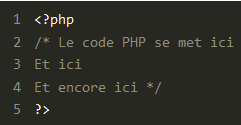 1 <?php
2 /* Le code PHP se met ici
3 Et ici
4 Et encore ici */
5 ?>